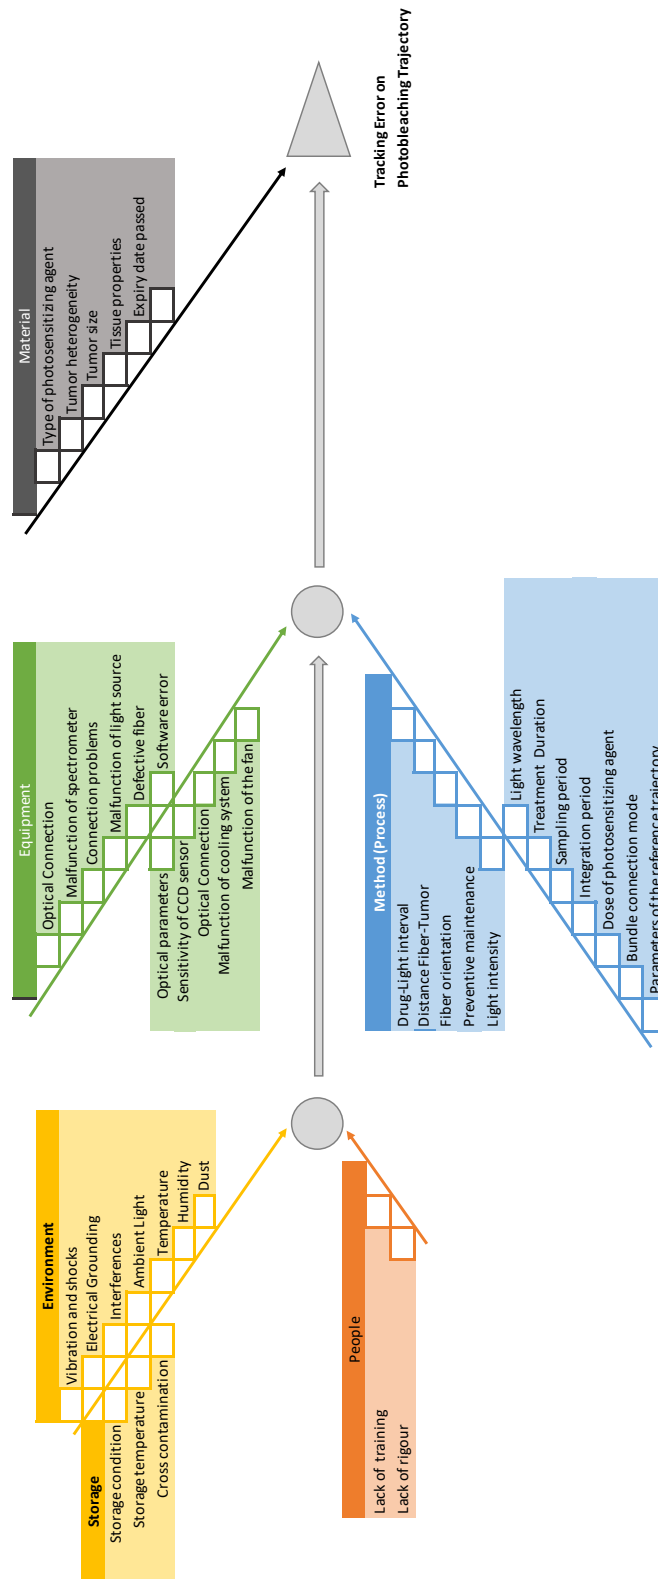 Storage
Storage condition
Storage temperature
Cross contamination
Environment
Vibration and shocks
Electrical Grounding
Interferences
Ambient Light
Temperature
Humidity
Dust
Equipment
Optical Connection
Malfunction of spectrometer
Connection problems
Malfunction of light source
Defective fiber
Software error
Optical parameters
Sensitivity of CCD sensor
Optical Connection
Malfunction of cooling system
Malfunction of the fan
Material
Type of photosensitizing agent
Tumor heterogeneity
Tumor size
Tissue properties
Expiry date passed
People
Lack of training
Lack of rigour
Method (Process)
Drug-Light interval
Distance Fiber-Tumor
Fiber orientation
Preventive maintenance
Light intensity
Light wavelength
Treatment Duration
Sampling period
Integration period
Dose of photosensitizing agent
Bundle connection mode
Parameters of the reference trajectory
Tracking Error on
Photobleaching Trajectory